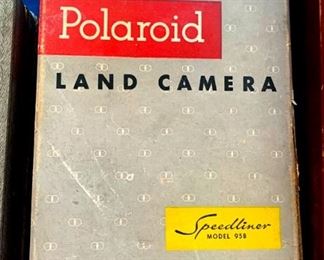 Polaroid
LAND CAMERA
Speedliner
MODEL 95B